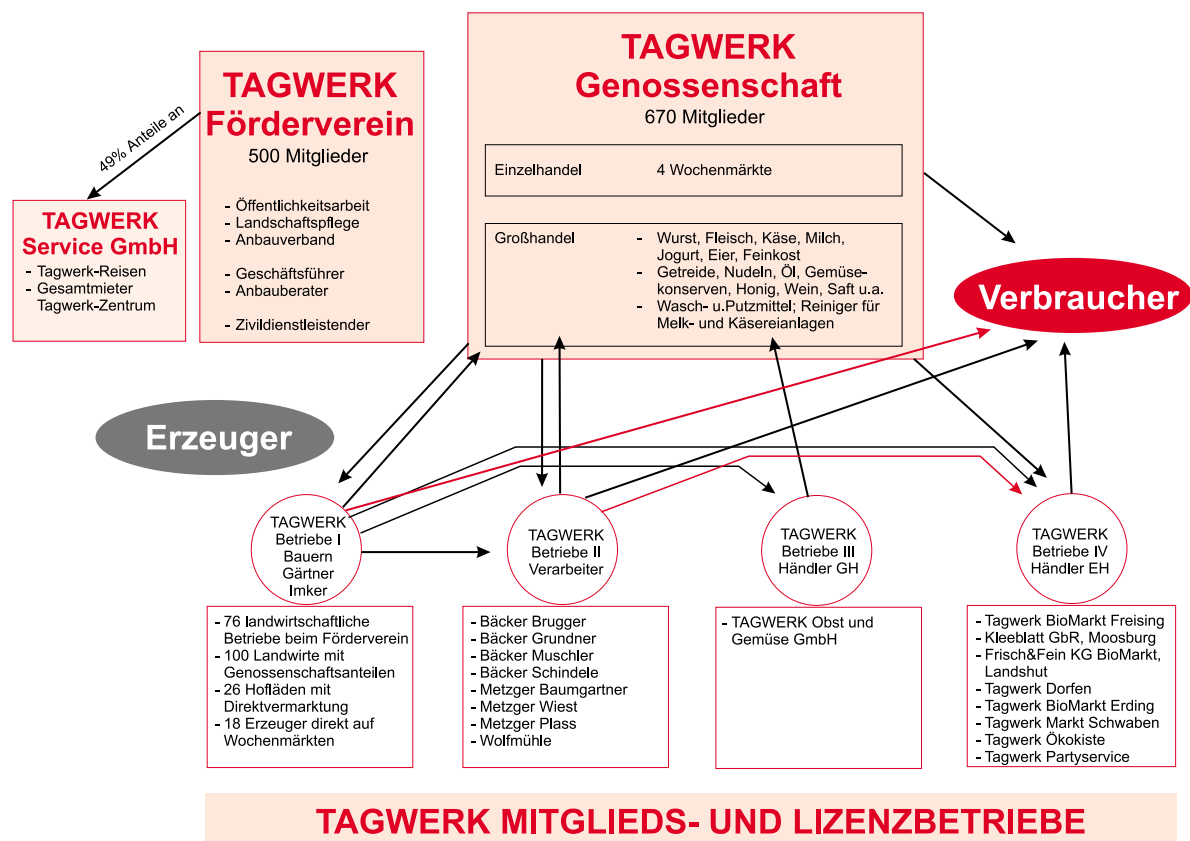 TAGWERK
Genossenschaft
670 Mitglieder
Einzelhandel 4 Wochenmärkte
Großhandel
- Wurst, Fleisch, Käse, Milch,
Jogurt, Eier, Feinkost
- Getreide, Nudeln, Öl, Gemüse-
konserven, Honig, Wein, Saft u.a.
- Wasch- u.Putzmittel; Reiniger für
Melk- und Käsereianlagen
TAGWERK
Förderverein
500 Mitglieder
- Öffentlichkeitsarbeit
- Landschaftspflege
- Anbauverband
- Geschäftsführer
- Anbauberater
- Zivildienstleistender
49% Anteile an
TAGWERK
Service GmbH
- Tagwerk-Reisen
- Gesamtmieter
Tagwerk-Zentrum
Verbraucher
Erzeuger
TAGWERK
Betriebe I
Bauern
Gärtner
Imker
TAGWERK
Betriebe II
Verarbeiter
TAGWERK
Betriebe III
Händler GH
TAGWERK
Betriebe IV
Händler EH
- 76 landwirtschaftliche
Betriebe beim Förderverein
- 100 Landwirte mit
Genossenschaftsanteilen
- 26 Hofläden mit
Direktvermarktung
- 18 Erzeuger direkt auf
Wochenmärkten
- Bäcker Brugger
- Bäcker Grundner
- Bäcker Muschler
- Bäcker Schindele
- Metzger Baumgartner
- Metzger Wiest
- Metzger Plass
- Wolfmühle
- TAGWERK Obst und
Gemüse GmbH
- Tagwerk BioMarkt Freising
- Kleeblatt GbR, Moosburg
- Frisch&Fein KG BioMarkt,
Landshut
- Tagwerk Dorfen
- Tagwerk BioMarkt Erding
- Tagwerk Markt Schwaben
- Tagwerk Ökokiste
- Tagwerk Partyservice
TAGWERK MITGLIEDS- UND LIZENZBETRIEBE